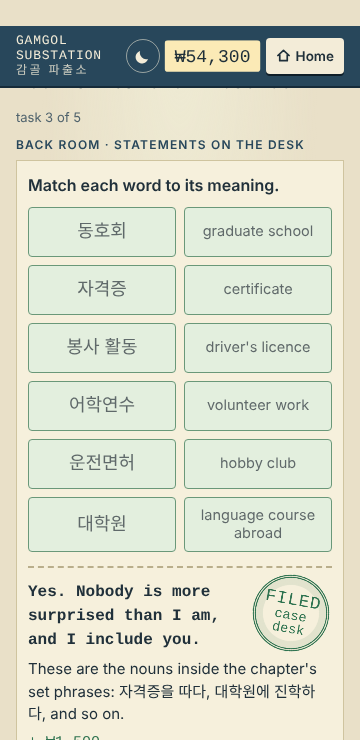 GAMGOL
SUBSTATION
감골 파출소
₩54,300
Home
task 3 of 5
BACK ROOM · STATEMENTS ON THE DESK
Match each word to its meaning.
동호회
graduate school
자격증
certificate
봉사 활동
driver's licence
어학연수
volunteer work
운전면허
hobby club
대학원
language course
abroad
Yes. Nobody is more
surprised than I am,
and I include you.
FILED
case
desk
These are the nouns inside the chapter's
set phrases: 자격증을 따다, 대학원에 진학하
다, and so on.